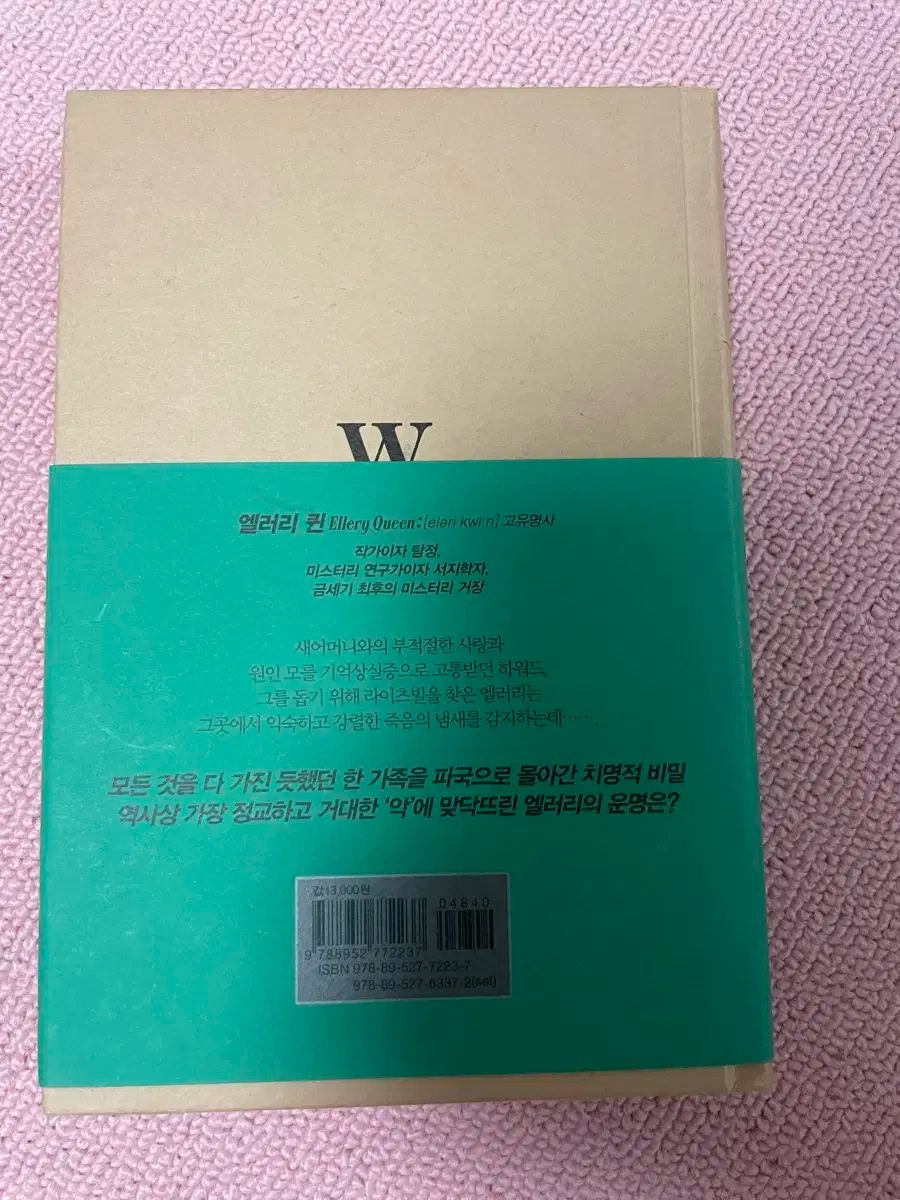 W
엘러리 퀸 Ellery Queen:[éləri kwi:n] 고유명사
작가이자 탐정,
미스터리 연구가이자 서지학자,
금세기 최후의 미스터리 거장
새어머니와의 부적절한 사랑과
원인 모를 기억상실증으로 고통받던 하워드,
그를 돕기 위해 라이츠빌을 찾은 엘러리는
그곳에서 익숙하고 강렬한 죽음의 냄새를 감지하는데…….
모든 것을 다 가진 듯했던 한 가족을 파국으로 몰아간 치명적 비밀
역사상 가장 정교하고 거대한 ‘악’에 맞닥뜨린 엘러리의 운명은?
값 13,000원
04840
9 788952 772237
ISBN 978-89-527-7223-7
978-89-527-6337-2(set)